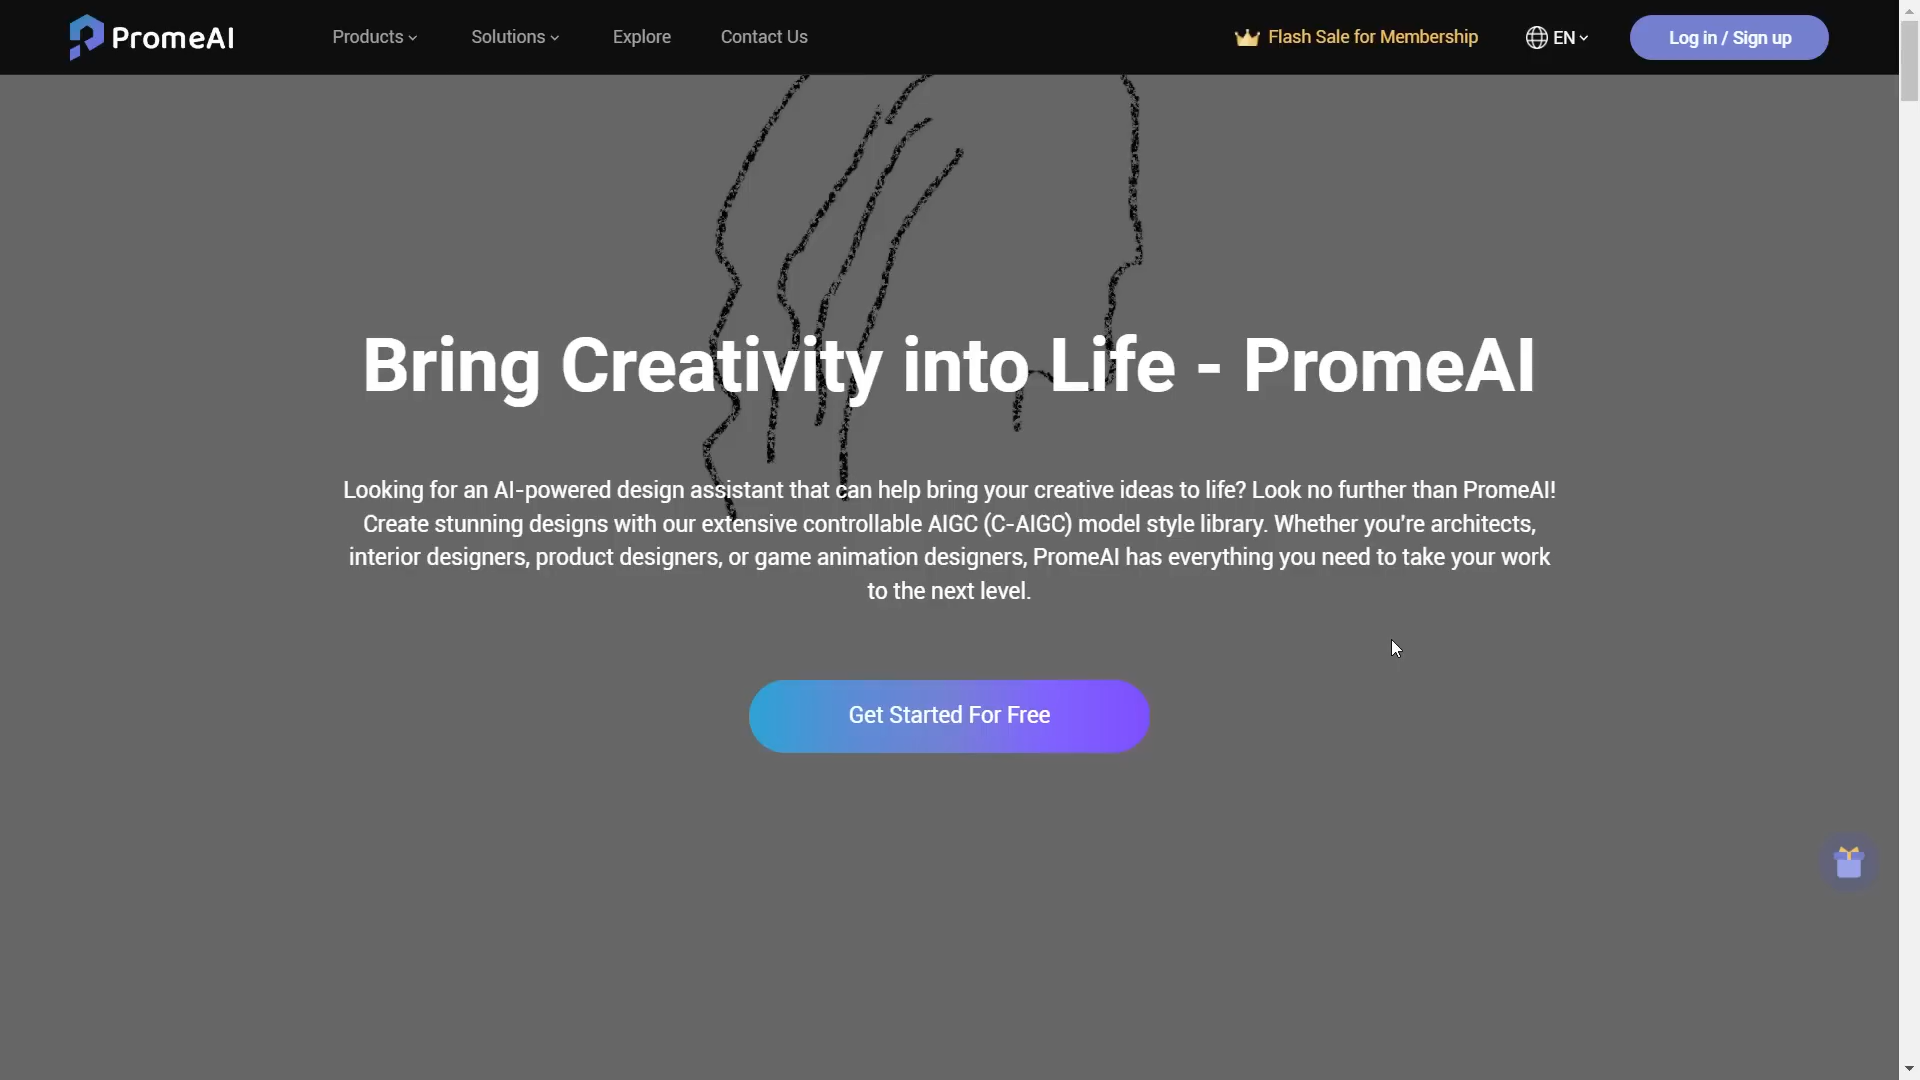 PromeAI
Products
Solutions
Explore
Contact Us
Flash Sale for Membership
EN
Log in / Sign up
Bring Creativity into Life - PromeAI
Looking for an AI-powered design assistant that can help bring your creative ideas to life? Look no further than PromeAI!
Create stunning designs with our extensive controllable AIGC (C-AIGC) model style library. Whether you're architects,
interior designers, product designers, or game animation designers, PromeAI has everything you need to take your work
to the next level.
Get Started For Free